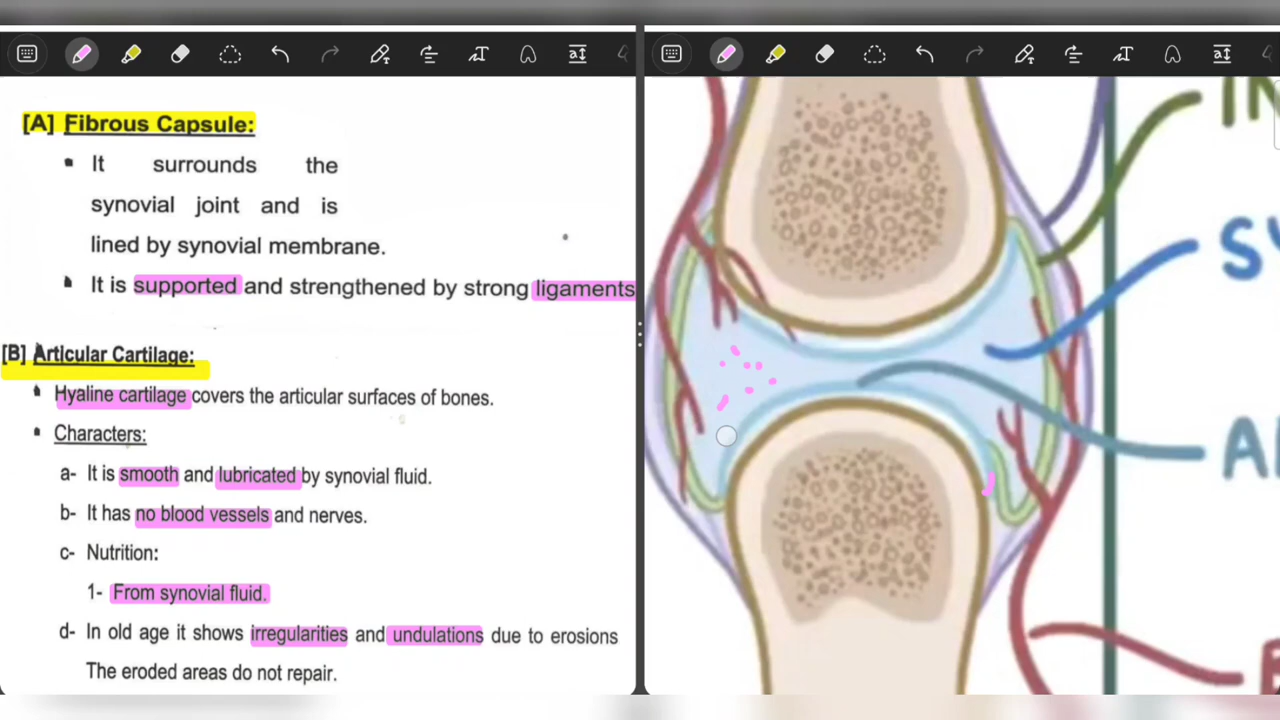 [A] Fibrous Capsule:
▪ It surrounds the
synovial joint and is
lined by synovial membrane.
▪ It is supported and strengthened by strong ligaments
[B] Articular Cartilage:
▪ Hyaline cartilage covers the articular surfaces of bones.
▪ Characters:
a- It is smooth and lubricated by synovial fluid.
b- It has no blood vessels and nerves.
c- Nutrition:
1- From synovial fluid.
d- In old age it shows irregularities and undulations due to erosions
The eroded areas do not repair.